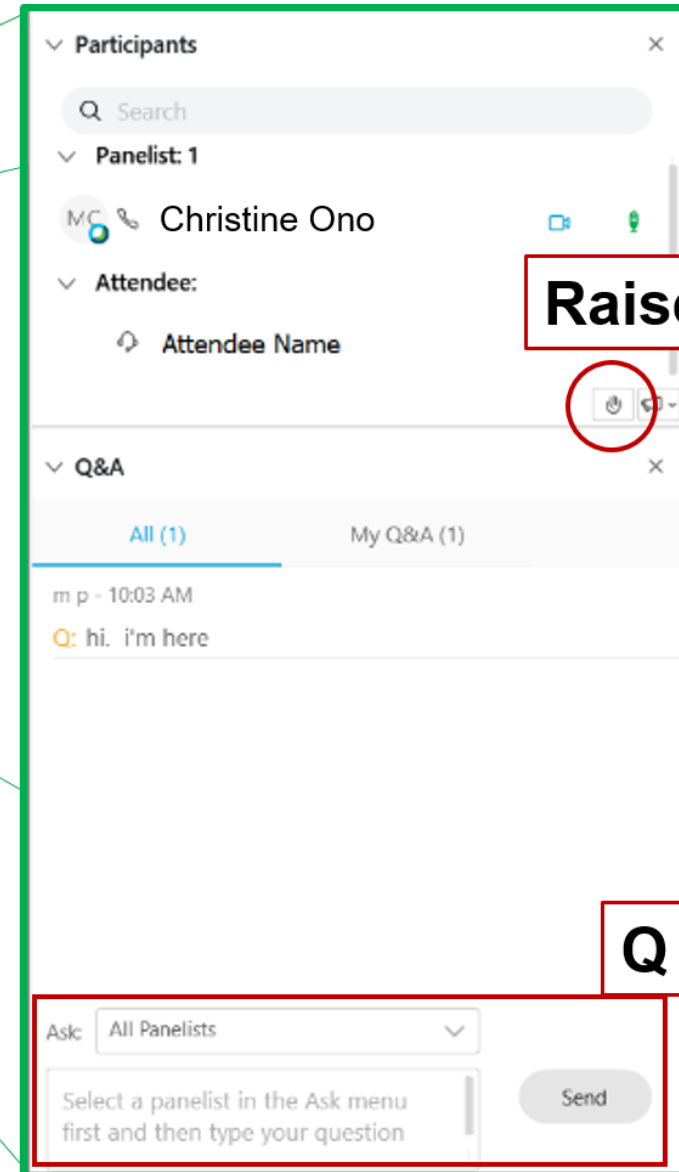 Participants
Search
Panelist: 1
MC Christine Ono
Attendee:
Raise
Attendee Name
Q&A
All (1) My Q&A (1)
m p - 10:03 AM
Q: hi. i'm here
Q
Ask: All Panelists
Select a panelist in the Ask menu
first and then type your question
Send